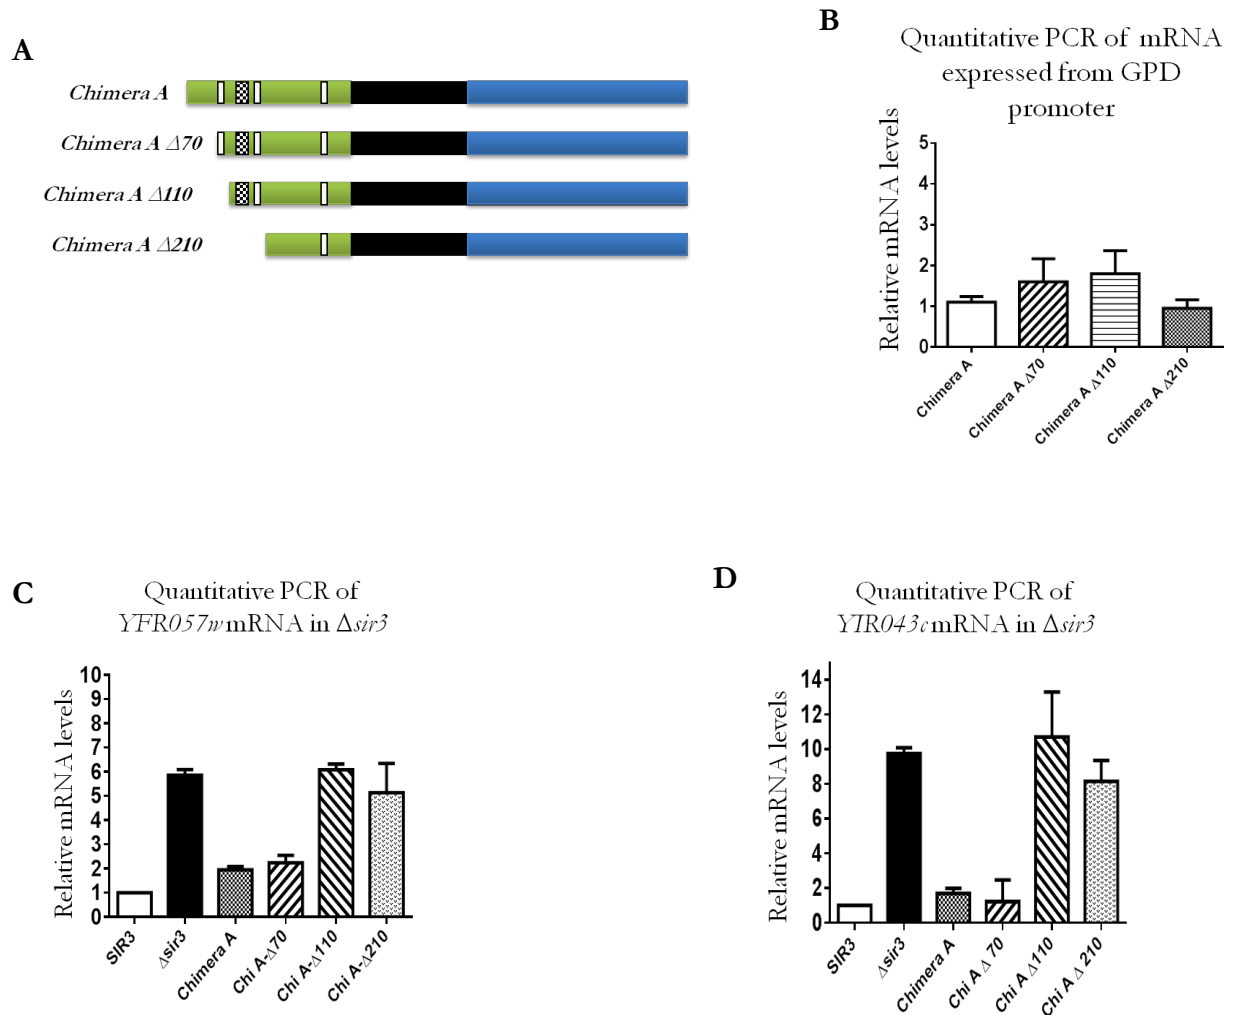 A
Chimera A
Chimera A Δ70
Chimera A Δ110
Chimera A Δ210
B
Quantitative PCR of mRNA
expressed from GPD
promoter
Relative mRNA levels
5
4
3
2
1
0
Chimera A
Chimera A Δ70
Chimera A Δ110
Chimera A Δ210
C
Quantitative PCR of
YFR057w mRNA in Δsir3
Relative mRNA levels
10
9
8
7
6
5
4
3
2
1
0
SIR3
Δsir3
Chimera A
Chi A-Δ70
Chi A-Δ110
Chi A-Δ210
D
Quantitative PCR of
YIR043c mRNA in Δsir3
Relative mRNA levels
14
12
10
8
6
4
2
0
SIR3
Δsir3
Chimera A
Chi A Δ 70
Chi A Δ110
Chi A Δ 210